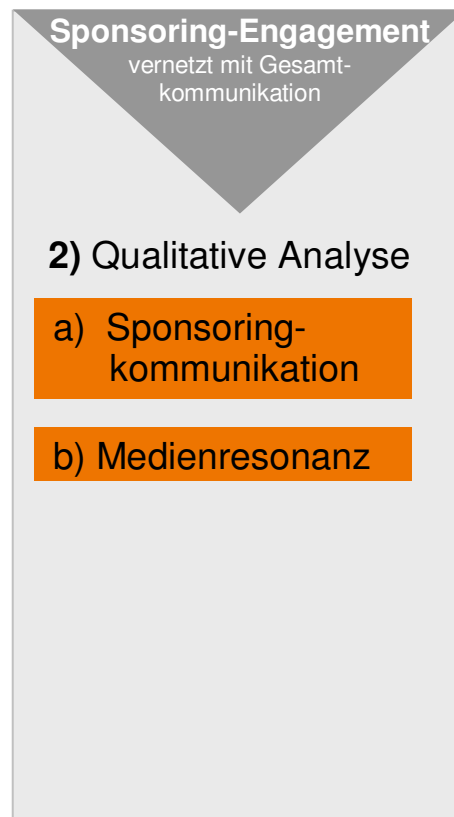 Sponsoring-Engagement
vernetzt mit Gesamt-
kommunikation
2) Qualitative Analyse
a) Sponsoring-
kommunikation
b) Medienresonanz